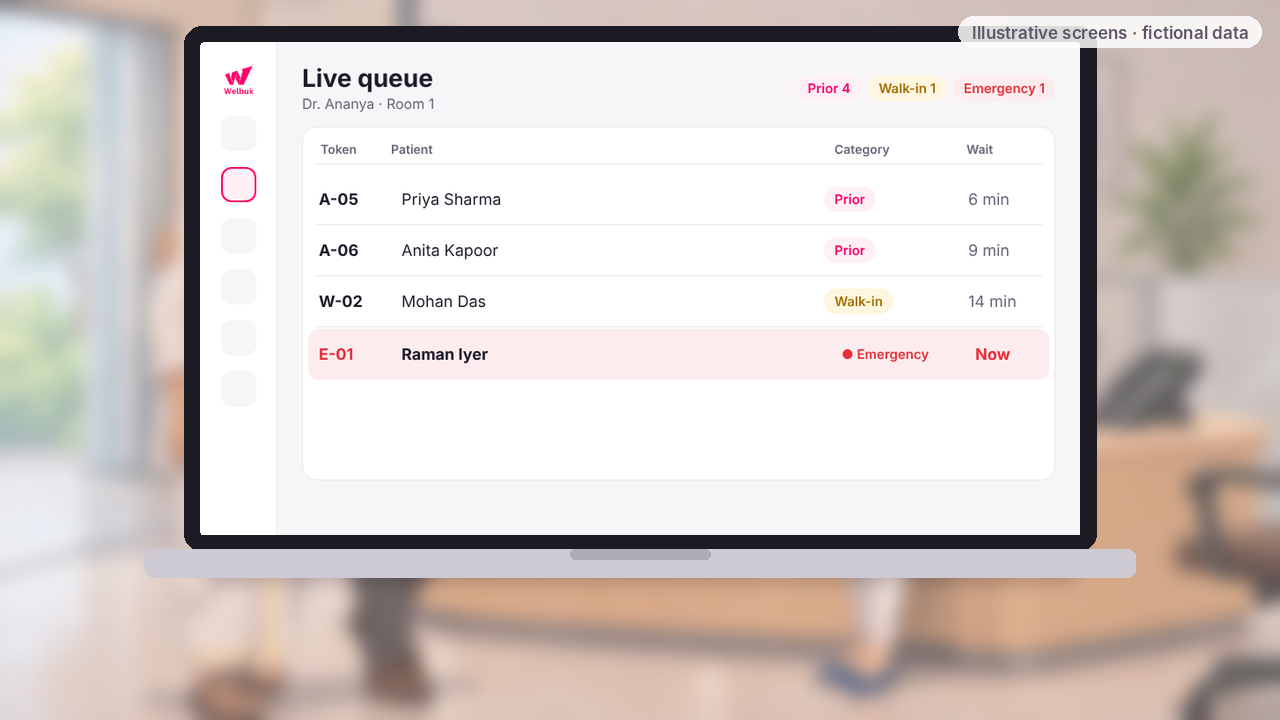 Illustrative screens · fictional data
Welbuk
Live queue
Dr. Ananya · Room 1
Prior 4 Walk-in 1 Emergency 1
Token Patient Category Wait
A-05 Priya Sharma Prior 6 min
A-06 Anita Kapoor Prior 9 min
W-02 Mohan Das Walk-in 14 min
E-01 Raman Iyer Emergency Now